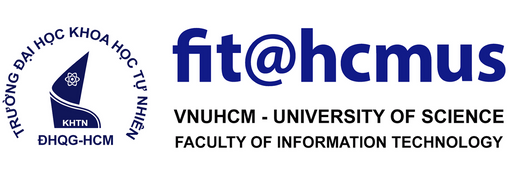 TRƯỜNG ĐẠI HỌC KHOA HỌC TỰ NHIÊN
KHTN
ĐHQG-HCM
fit@hcmus
VNUHCM - UNIVERSITY OF SCIENCE
FACULTY OF INFORMATION TECHNOLOGY